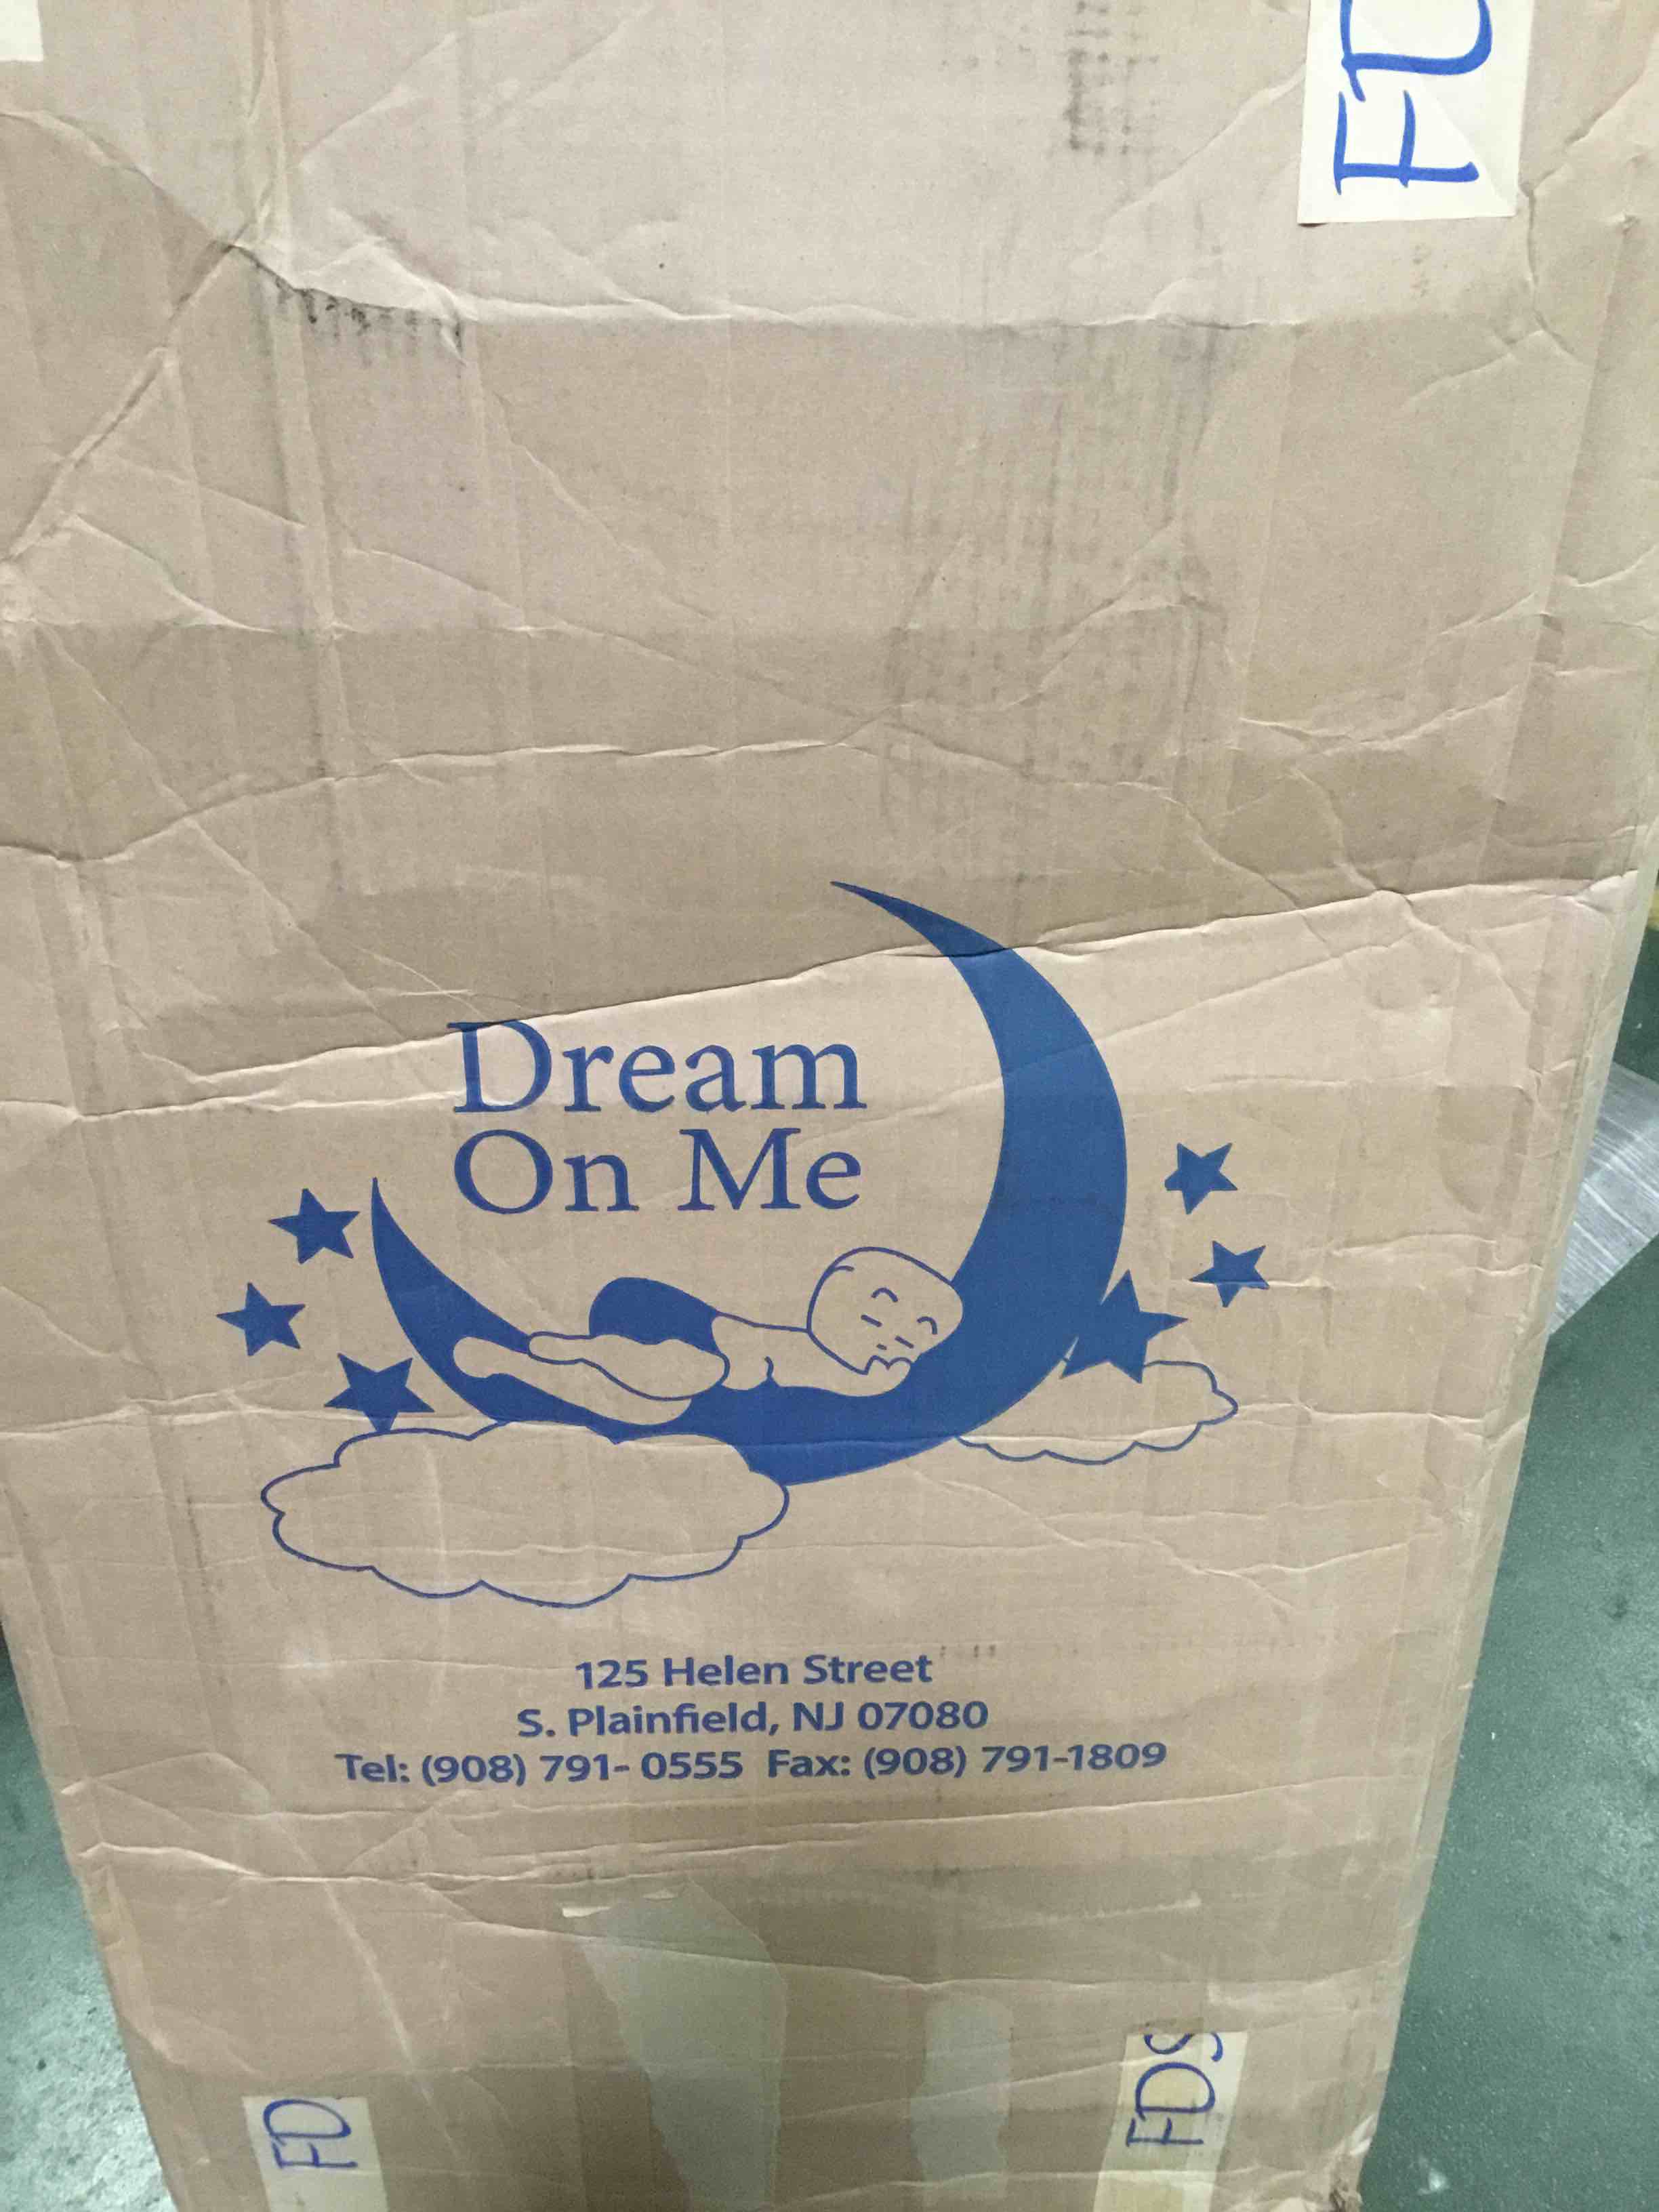 Dream
On Me
125 Helen Street
S. Plainfield, NJ 07080
Tel: (908) 791- 0555 Fax: (908) 791-1809
FD
FDS